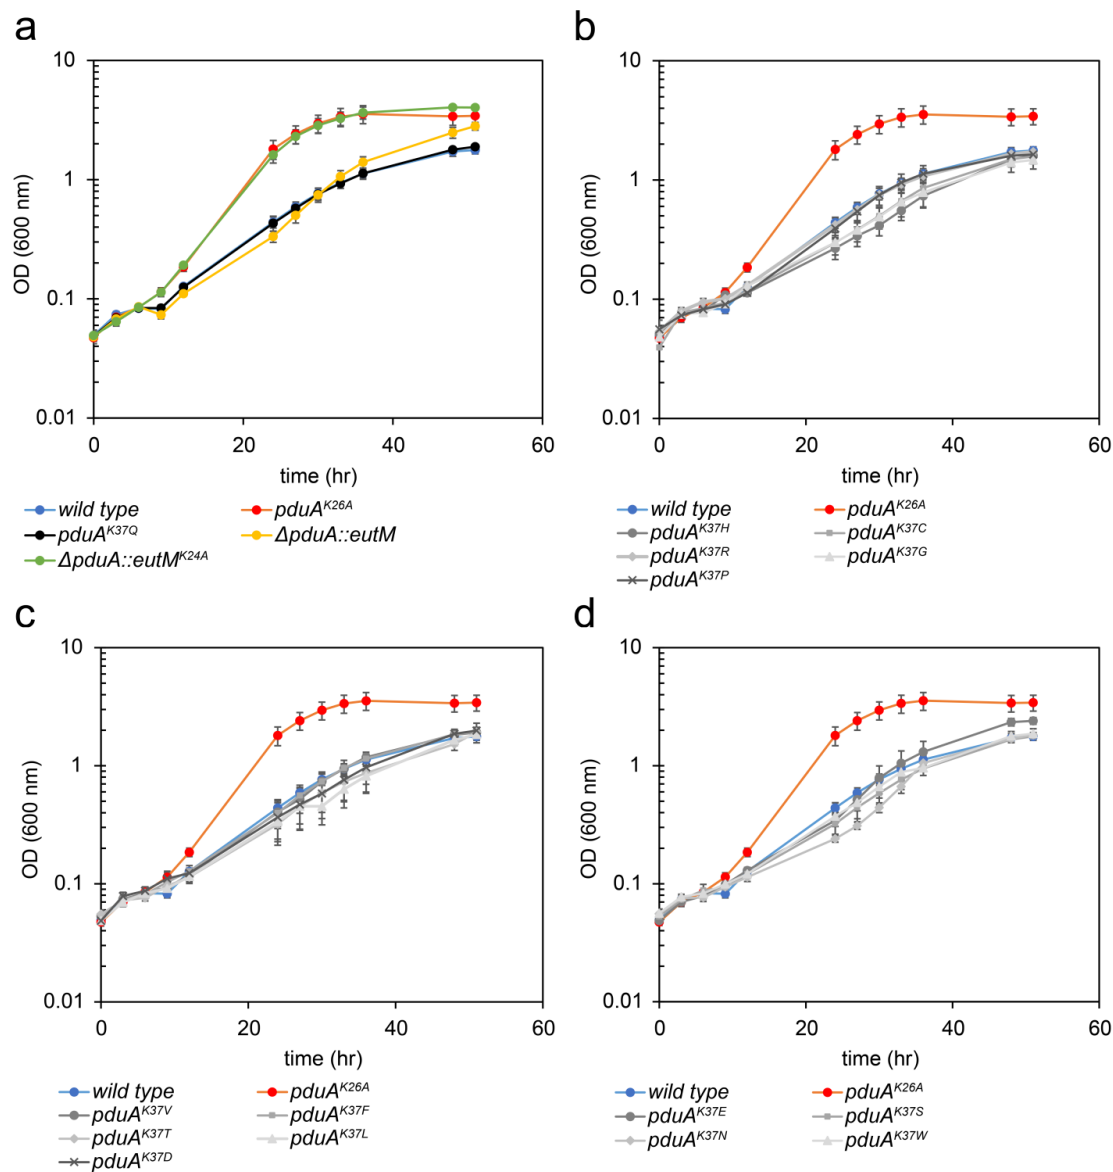 a
10
1
0.1
0.01
OD (600 nm)
0 20 40 60
time (hr)
wild type pduA^K26A
pduA^K37Q ΔpduA::eutM
ΔpduA::eutM^K24A
b
10
1
0.1
0.01
OD (600 nm)
0 20 40 60
time (hr)
wild type pduA^K26A
pduA^K37H pduA^K37C
pduA^K37R pduA^K37G
pduA^K37P
c
10
1
0.1
0.01
OD (600 nm)
0 20 40 60
time (hr)
wild type pduA^K26A
pduA^K37V pduA^K37F
pduA^K37T pduA^K37L
pduA^K37D
d
10
1
0.1
0.01
OD (600 nm)
0 20 40 60
time (hr)
wild type pduA^K26A
pduA^K37E pduA^K37S
pduA^K37N pduA^K37W